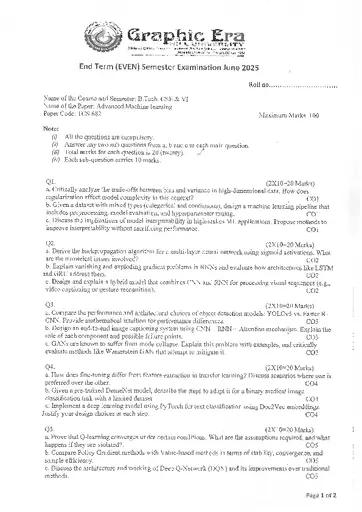 Graphic Era
HILL UNIVERSITY
End Term (EVEN) Semester Examination June 2025
Roll no
Name of the Course and Semester: B.Tech. CSE & VI
Name of the Paper: Advanced Machine learning
Paper Code: TCS 682 Maximum Marks: 100
Note:
(i) All the questions are compulsory.
(ii) Answer any two sub questions from a, b and c in each main question.
(iii) Total marks for each question is 20 (twenty).
(iv) Each sub-question carries 10 marks.
Q1. (2X10=20 Marks)
a. Critically analyze the trade-offs between bias and variance in high-dimensional data. How does
regularization affect model complexity in this context? CO1
b. Given a dataset with mixed types (categorical and continuous), design a machine learning pipeline that
includes preprocessing, model evaluation, and hyperparameter tuning. CO1
c. Discuss the implications of model interpretability in high-stakes ML applications. Propose methods to
improve interpretability without sacrificing performance. CO1
Q2. (2X10=20 Marks)
a. Derive the backpropagation algorithm for a multi-layer neural network using sigmoid activations. What
are the numerical issues involved? CO2
b. Explain vanishing and exploding gradient problems in RNNs and evaluate how architectures like LSTM
and GRU address them. CO2
c. Design and explain a hybrid model that combines CNN and RNN for processing visual sequences (e.g.,
video captioning or gesture recognition). CO2
Q3. (2X10=20 Marks)
a. Compare the performance and architectural choices of object detection models: YOLOv3 vs. Faster R-
CNN. Provide mathematical intuition for performance differences. CO3
b. Design an end-to-end image captioning system using CNN RNN Attention mechanism. Explain the
role of each component and possible failure points. CO3
c. GANs are known to suffer from mode collapse. Explain this problem with examples, and critically
evaluate methods like Wasserstein GANs that attempt to mitigate it. CO3
Q4. (2X10=20 Marks)
a. How does fine-tuning differ from feature extraction in transfer learning? Discuss scenarios where one is
preferred over the other. CO4
b. Given a pre-trained DenseNet model, describe the steps to adapt it for a binary medical image
classification task with a limited dataset. CO4
c. Implement a deep learning model using PyTorch for text classification using Doc2Vec embeddings.
Justify your design choices at each step. CO4
Q5. (2X10=20 Marks)
a. Prove that Q-learning converges under certain conditions. What are the assumptions required, and what
happens if they are violated? CO5
b. Compare Policy Gradient methods with Value-based methods in terms of stability, convergence, and
sample efficiency. CO5
c. Discuss the architecture and working of Deep Q-Network (DQN) and its improvements over traditional
methods. CO5
Page 1 of 2